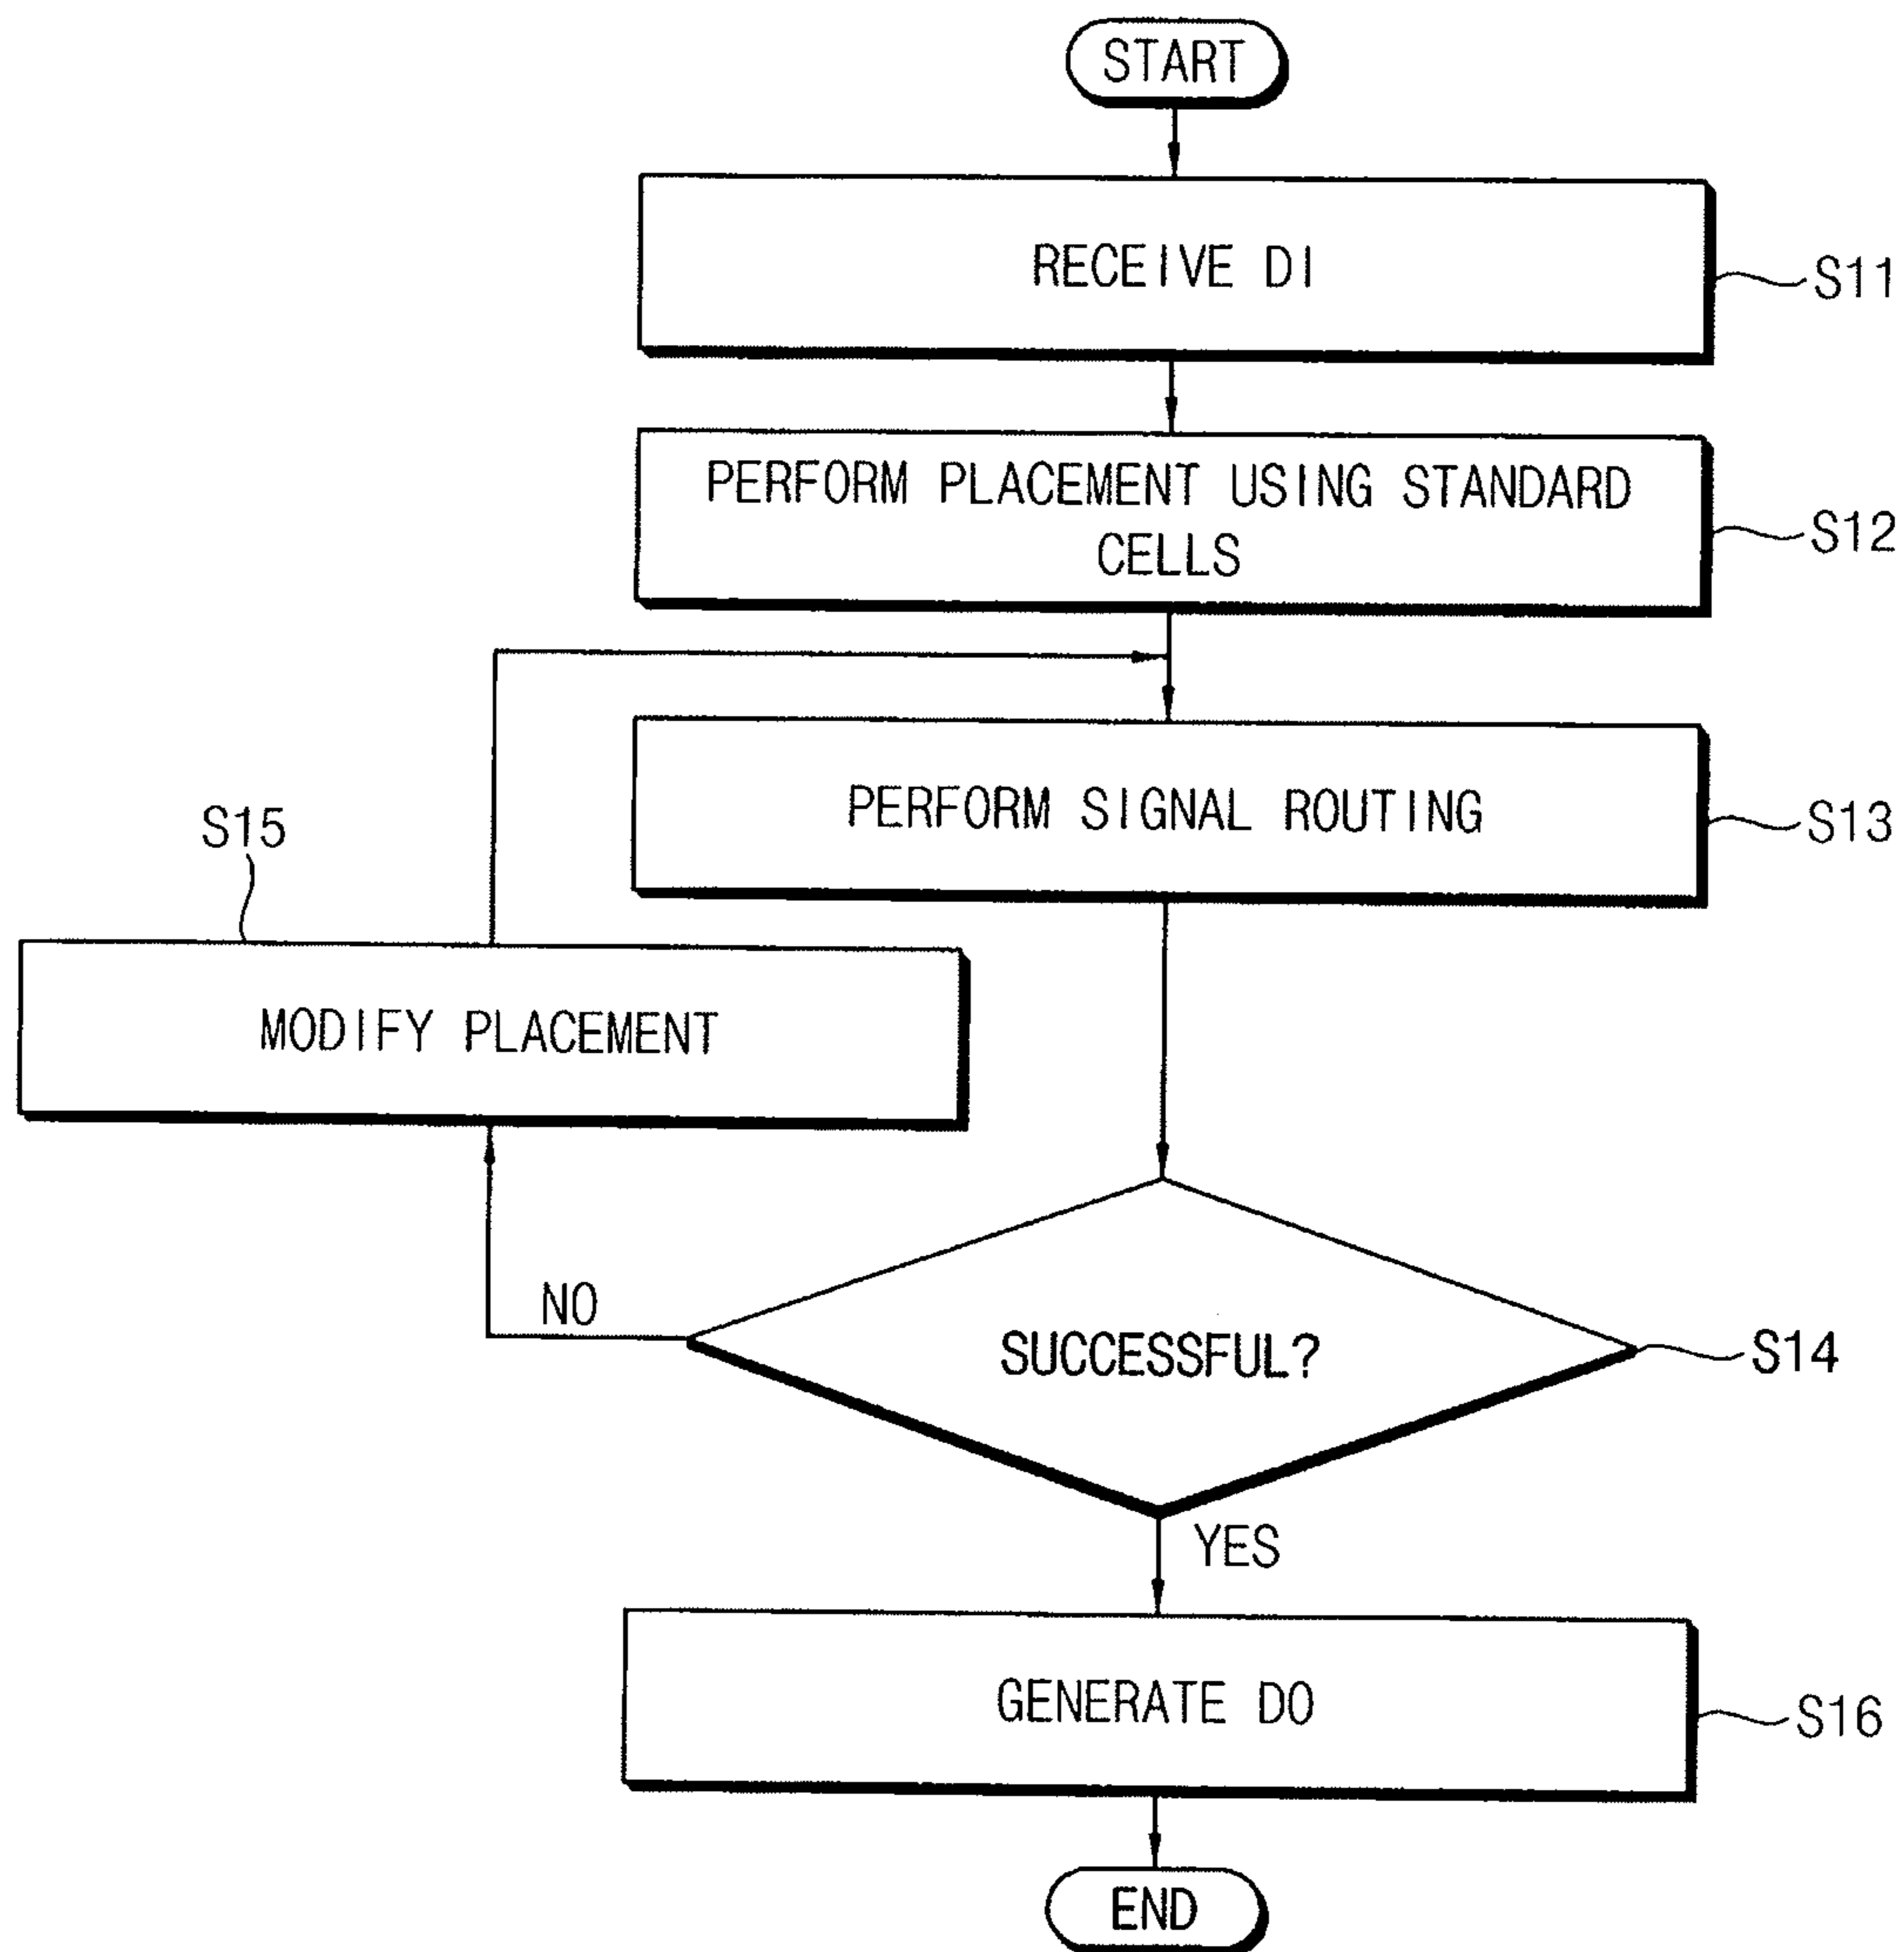 START
RECEIVE DI
S11
PERFORM PLACEMENT USING STANDARD
CELLS
S12
PERFORM SIGNAL ROUTING
S13
S15
MODIFY PLACEMENT
NO
SUCCESSFUL?
S14
YES
GENERATE DO
S16
END